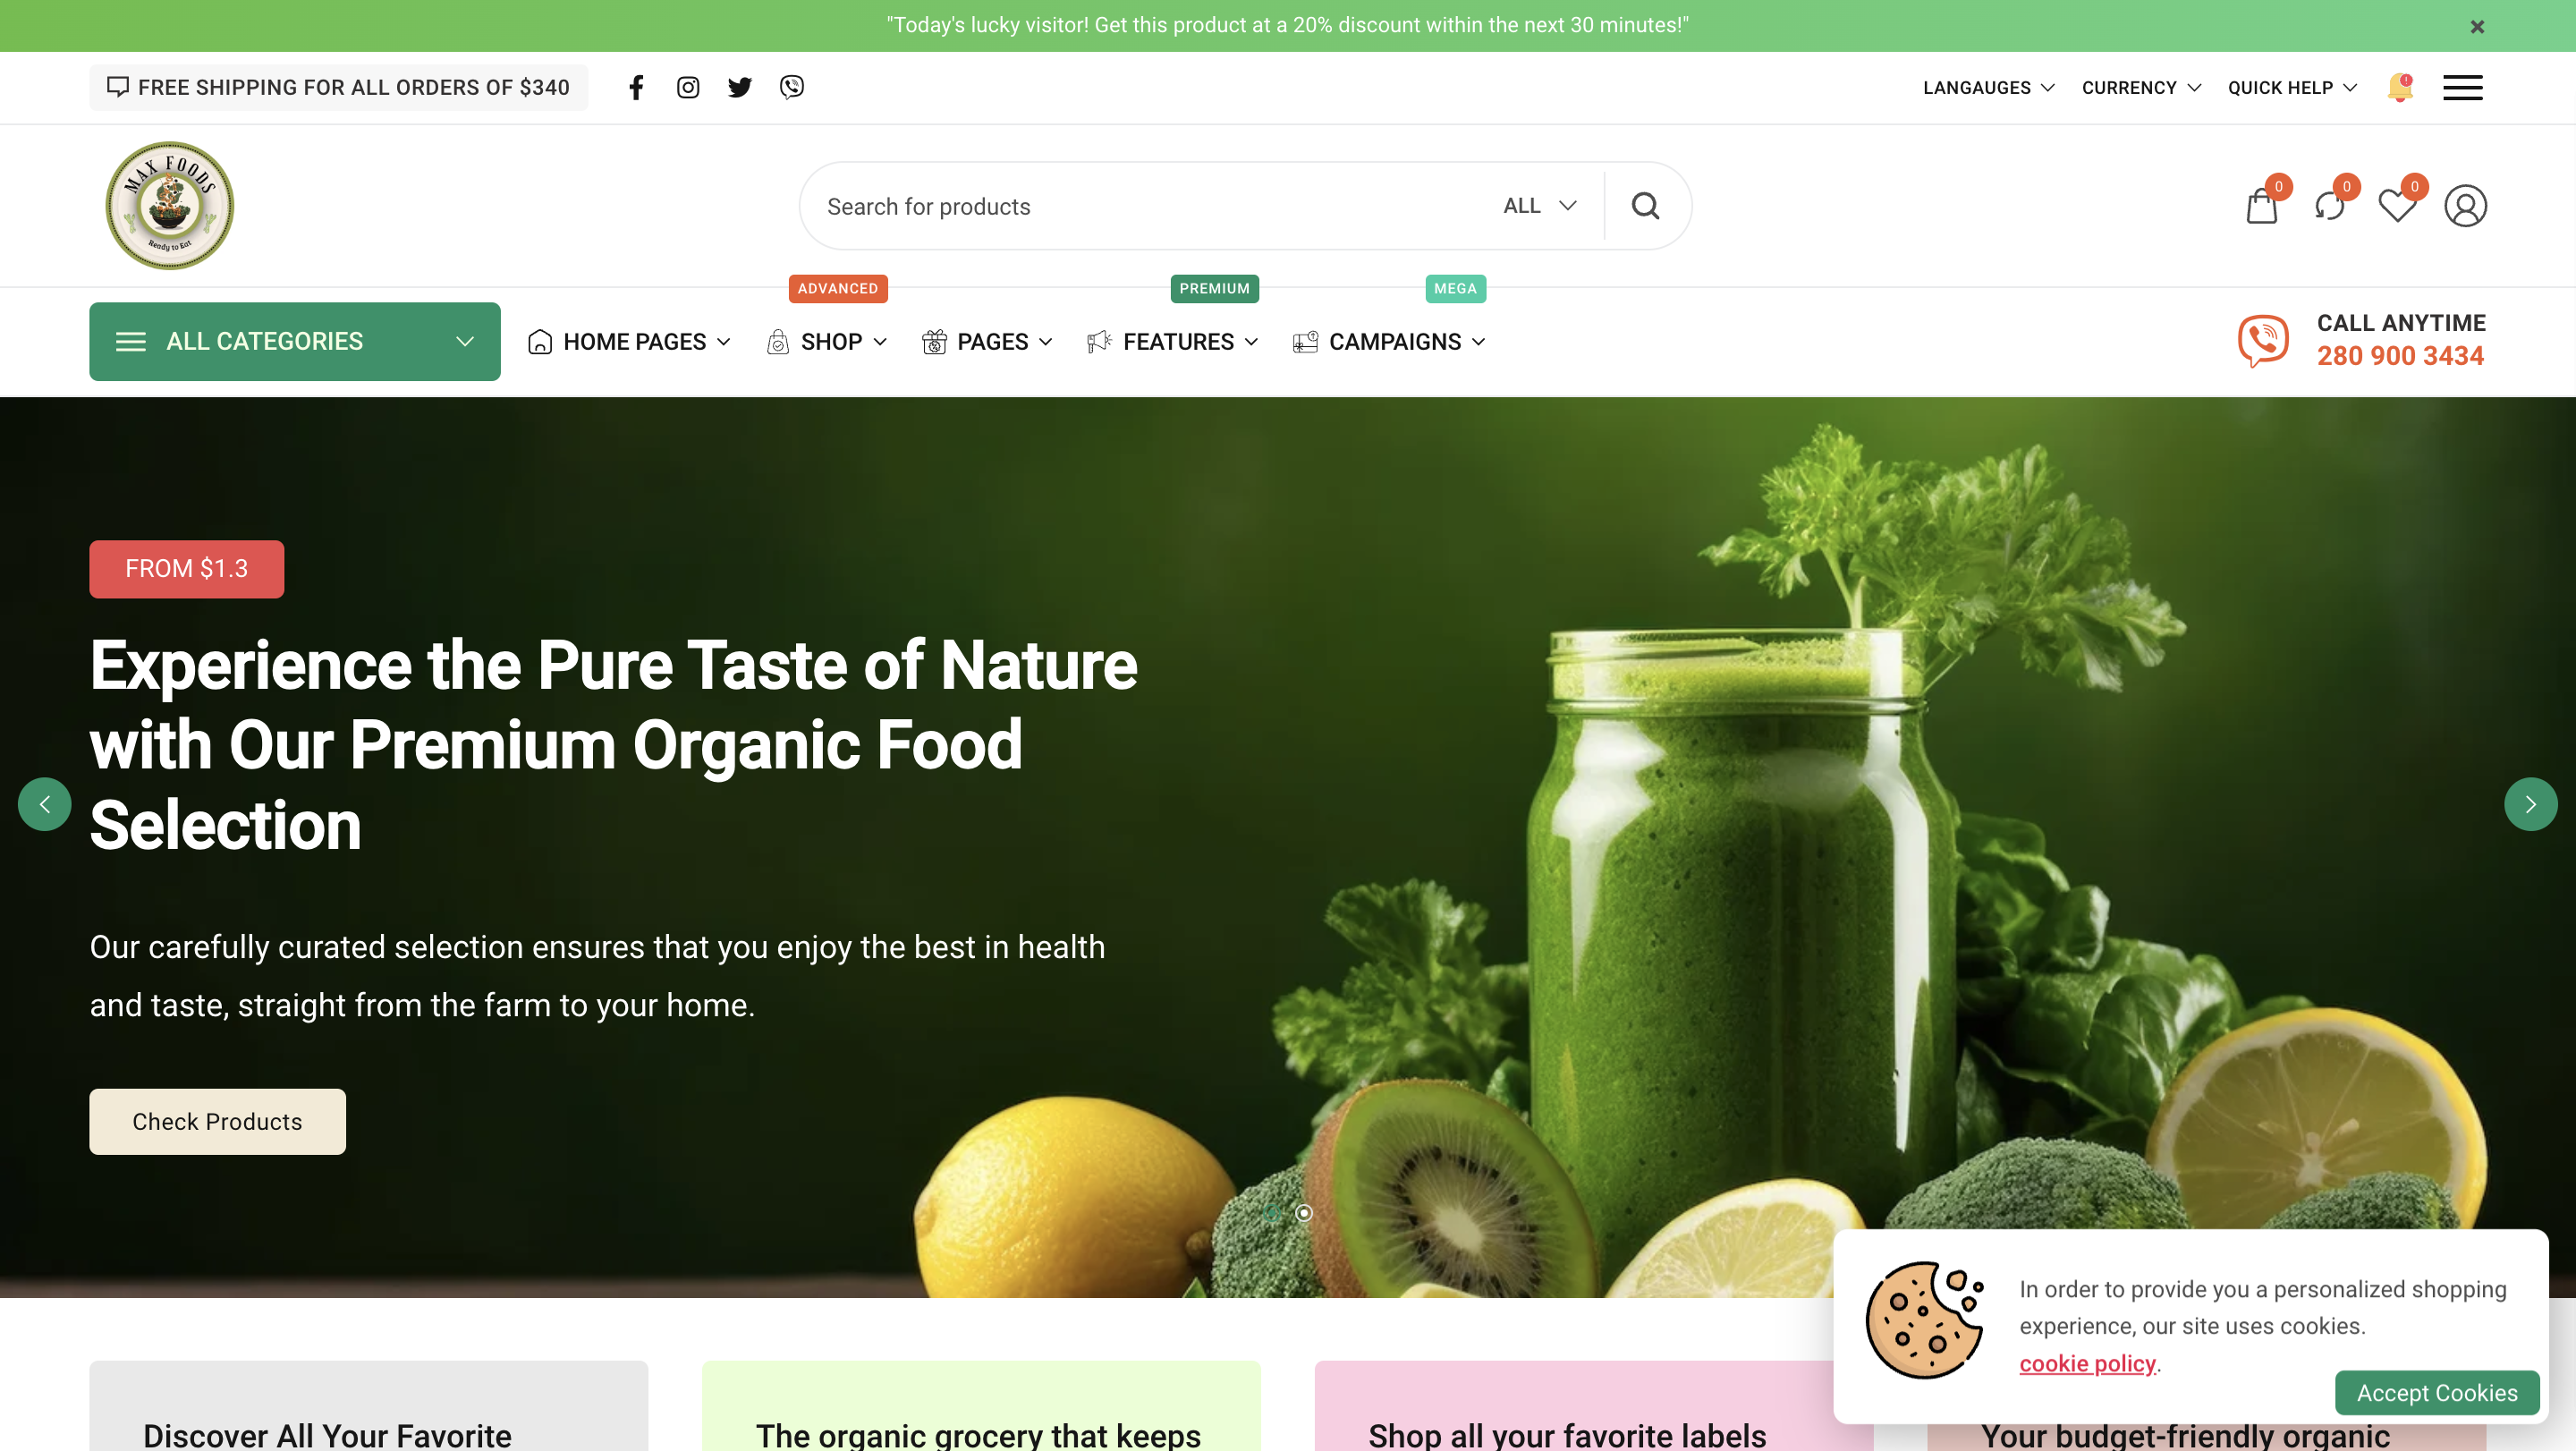 "Today's lucky visitor! Get this product at a 20% discount within the next 30 minutes!"
FREE SHIPPING FOR ALL ORDERS OF $340
LANGAUGES
CURRENCY
QUICK HELP
MAX FOODS
Ready to Eat
Search for products
ALL
0
0
0
ADVANCED
PREMIUM
MEGA
ALL CATEGORIES
HOME PAGES
SHOP
PAGES
FEATURES
CAMPAIGNS
CALL ANYTIME
280 900 3434
FROM $1.3
Experience the Pure Taste of Nature
with Our Premium Organic Food
Selection
Our carefully curated selection ensures that you enjoy the best in health
and taste, straight from the farm to your home.
Check Products
In order to provide you a personalized shopping
experience, our site uses cookies.
cookie policy.
Accept Cookies
Discover All Your Favorite
The organic grocery that keeps
Shop all your favorite labels
Your budget-friendly organic